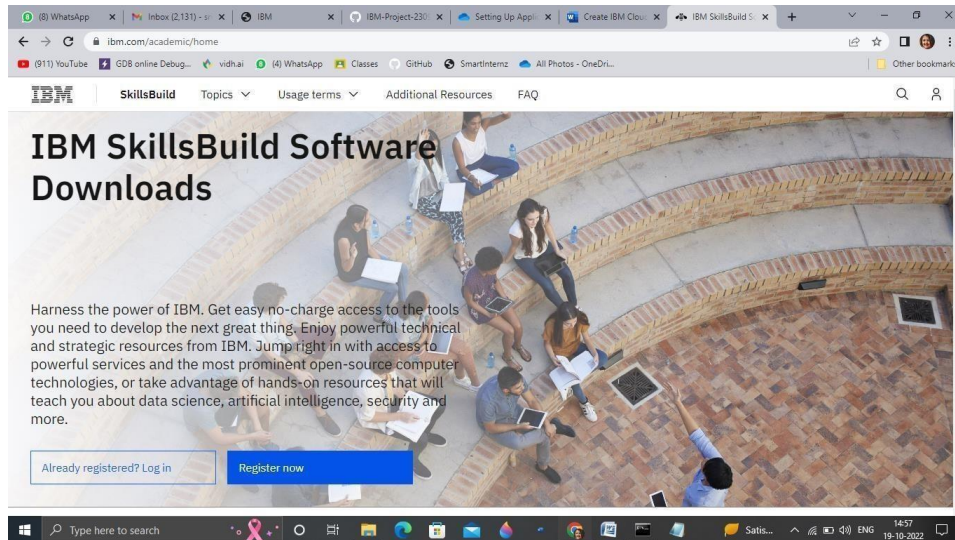 (8) WhatsApp
Inbox (2,131) - sr
IBM
IBM-Project-230
Setting Up Appli
Create IBM Clou
IBM SkillsBuild S
ibm.com/academic/home
(911) YouTube
GDB online Debug...
vidh.ai
(4) WhatsApp
Classes
GitHub
SmartInternz
All Photos - OneDri...
Other bookmark
IBM
SkillsBuild
Topics
Usage terms
Additional Resources
FAQ
IBM SkillsBuild Software
Downloads
Harness the power of IBM. Get easy no-charge access to the tools
you need to develop the next great thing. Enjoy powerful technical
and strategic resources from IBM. Jump right in with access to
powerful services and the most prominent open-source computer
technologies, or take advantage of hands-on resources that will
teach you about data science, artificial intelligence, security and
more.
Already registered? Log in
Register now
Type here to search
Satis...
ENG
14:57
19-10-2022